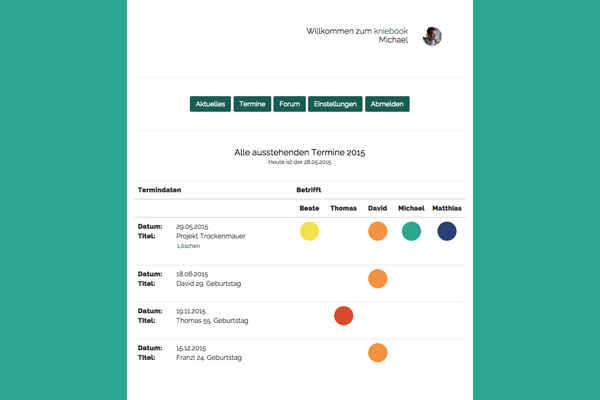 Willkommen zum kniebook
Michael
Aktuelles Termine Forum Einstellungen Abmelden
Alle ausstehenden Termine 2015
Heute ist der 28.05.2015
Termindaten Betrifft
Beate Thomas David Michael Matthias
Datum: 29.05.2015
Titel: Projekt Trockenmauer
Löschen
Datum: 18.06.2015
Titel: David 29. Geburtstag
Datum: 19.11.2015
Titel: Thomas 55. Geburtstag
Datum: 15.12.2015
Titel: Franzi 24. Geburtstag